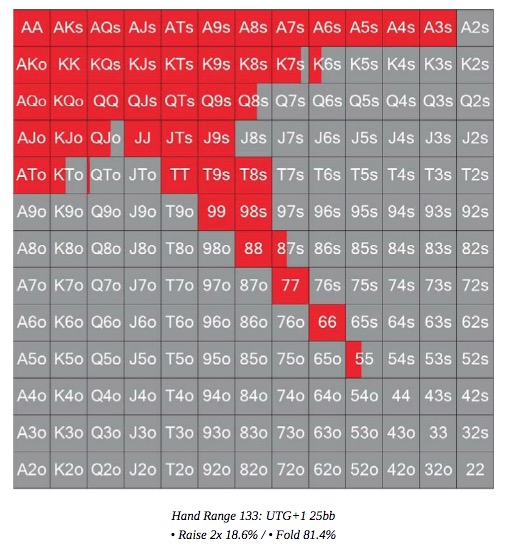 AA AKs AQs AJs ATs A9s A8s A7s A6s A5s A4s A3s A2s
AKo KK KQs KJs KTs K9s K8s K7s K6s K5s K4s K3s K2s
AQo KQo QQ QJs QTs Q9s Q8s Q7s Q6s Q5s Q4s Q3s Q2s
AJo KJo QJo JJ JTs J9s J8s J7s J6s J5s J4s J3s J2s
ATo KTo QTo JTo TT T9s T8s T7s T6s T5s T4s T3s T2s
A9o K9o Q9o J9o T9o 99 98s 97s 96s 95s 94s 93s 92s
A8o K8o Q8o J8o T8o 98o 88 87s 86s 85s 84s 83s 82s
A7o K7o Q7o J7o T7o 97o 87o 77 76s 75s 74s 73s 72s
A6o K6o Q6o J6o T6o 96o 86o 76o 66 65s 64s 63s 62s
A5o K5o Q5o J5o T5o 95o 85o 75o 65o 55 54s 53s 52s
A4o K4o Q4o J4o T4o 94o 84o 74o 64o 54o 44 43s 42s
A3o K3o Q3o J3o T3o 93o 83o 73o 63o 53o 43o 33 32s
A2o K2o Q2o J2o T2o 92o 82o 72o 62o 52o 42o 32o 22
Hand Range 133: UTG+1 25bb
• Raise 2x 18.6% / • Fold 81.4%